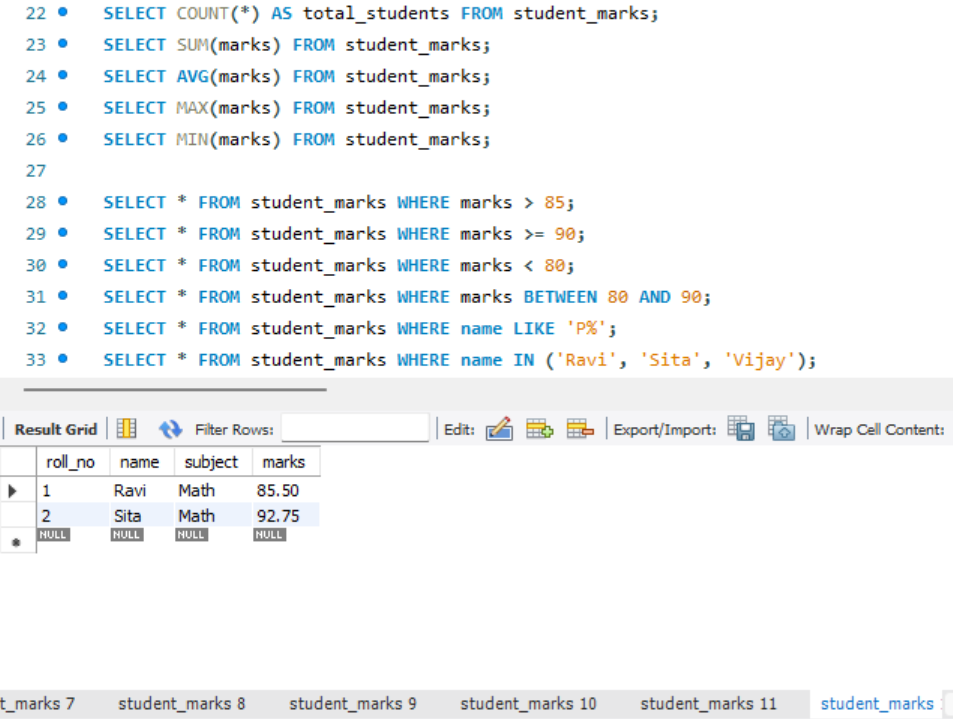 22 SELECT COUNT(*) AS total_students FROM student_marks;
23 SELECT SUM(marks) FROM student_marks;
24 SELECT AVG(marks) FROM student_marks;
25 SELECT MAX(marks) FROM student_marks;
26 SELECT MIN(marks) FROM student_marks;
27
28 SELECT * FROM student_marks WHERE marks > 85;
29 SELECT * FROM student_marks WHERE marks >= 90;
30 SELECT * FROM student_marks WHERE marks < 80;
31 SELECT * FROM student_marks WHERE marks BETWEEN 80 AND 90;
32 SELECT * FROM student_marks WHERE name LIKE 'P%';
33 SELECT * FROM student_marks WHERE name IN ('Ravi', 'Sita', 'Vijay');
Result Grid Filter Rows: Edit: Export/Import: Wrap Cell Content:
roll_no name subject marks
1 Ravi Math 85.50
2 Sita Math 92.75
NULL NULL NULL NULL
t_marks 7 student_marks 8 student_marks 9 student_marks 10 student_marks 11 student_marks